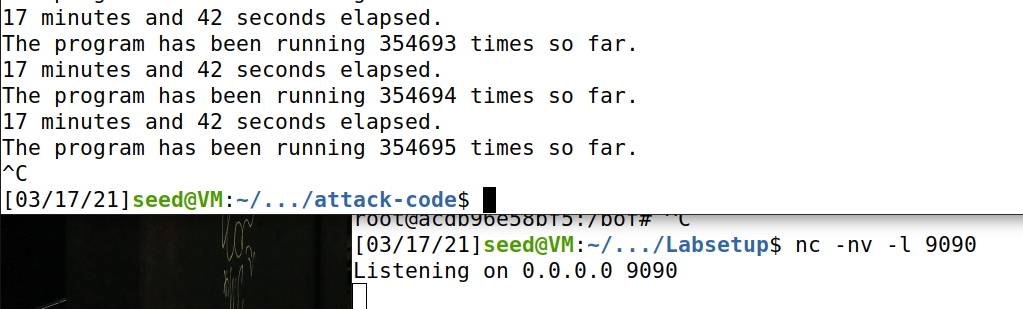 17 minutes and 42 seconds elapsed.
The program has been running 354693 times so far.
17 minutes and 42 seconds elapsed.
The program has been running 354694 times so far.
17 minutes and 42 seconds elapsed.
The program has been running 354695 times so far.
^C
[03/17/21]seed@VM:~/.../attack-code$
root@acdb96e58bf5:/bof# ^C
[03/17/21]seed@VM:~/.../Labsetup$ nc -nv -l 9090
Listening on 0.0.0.0 9090